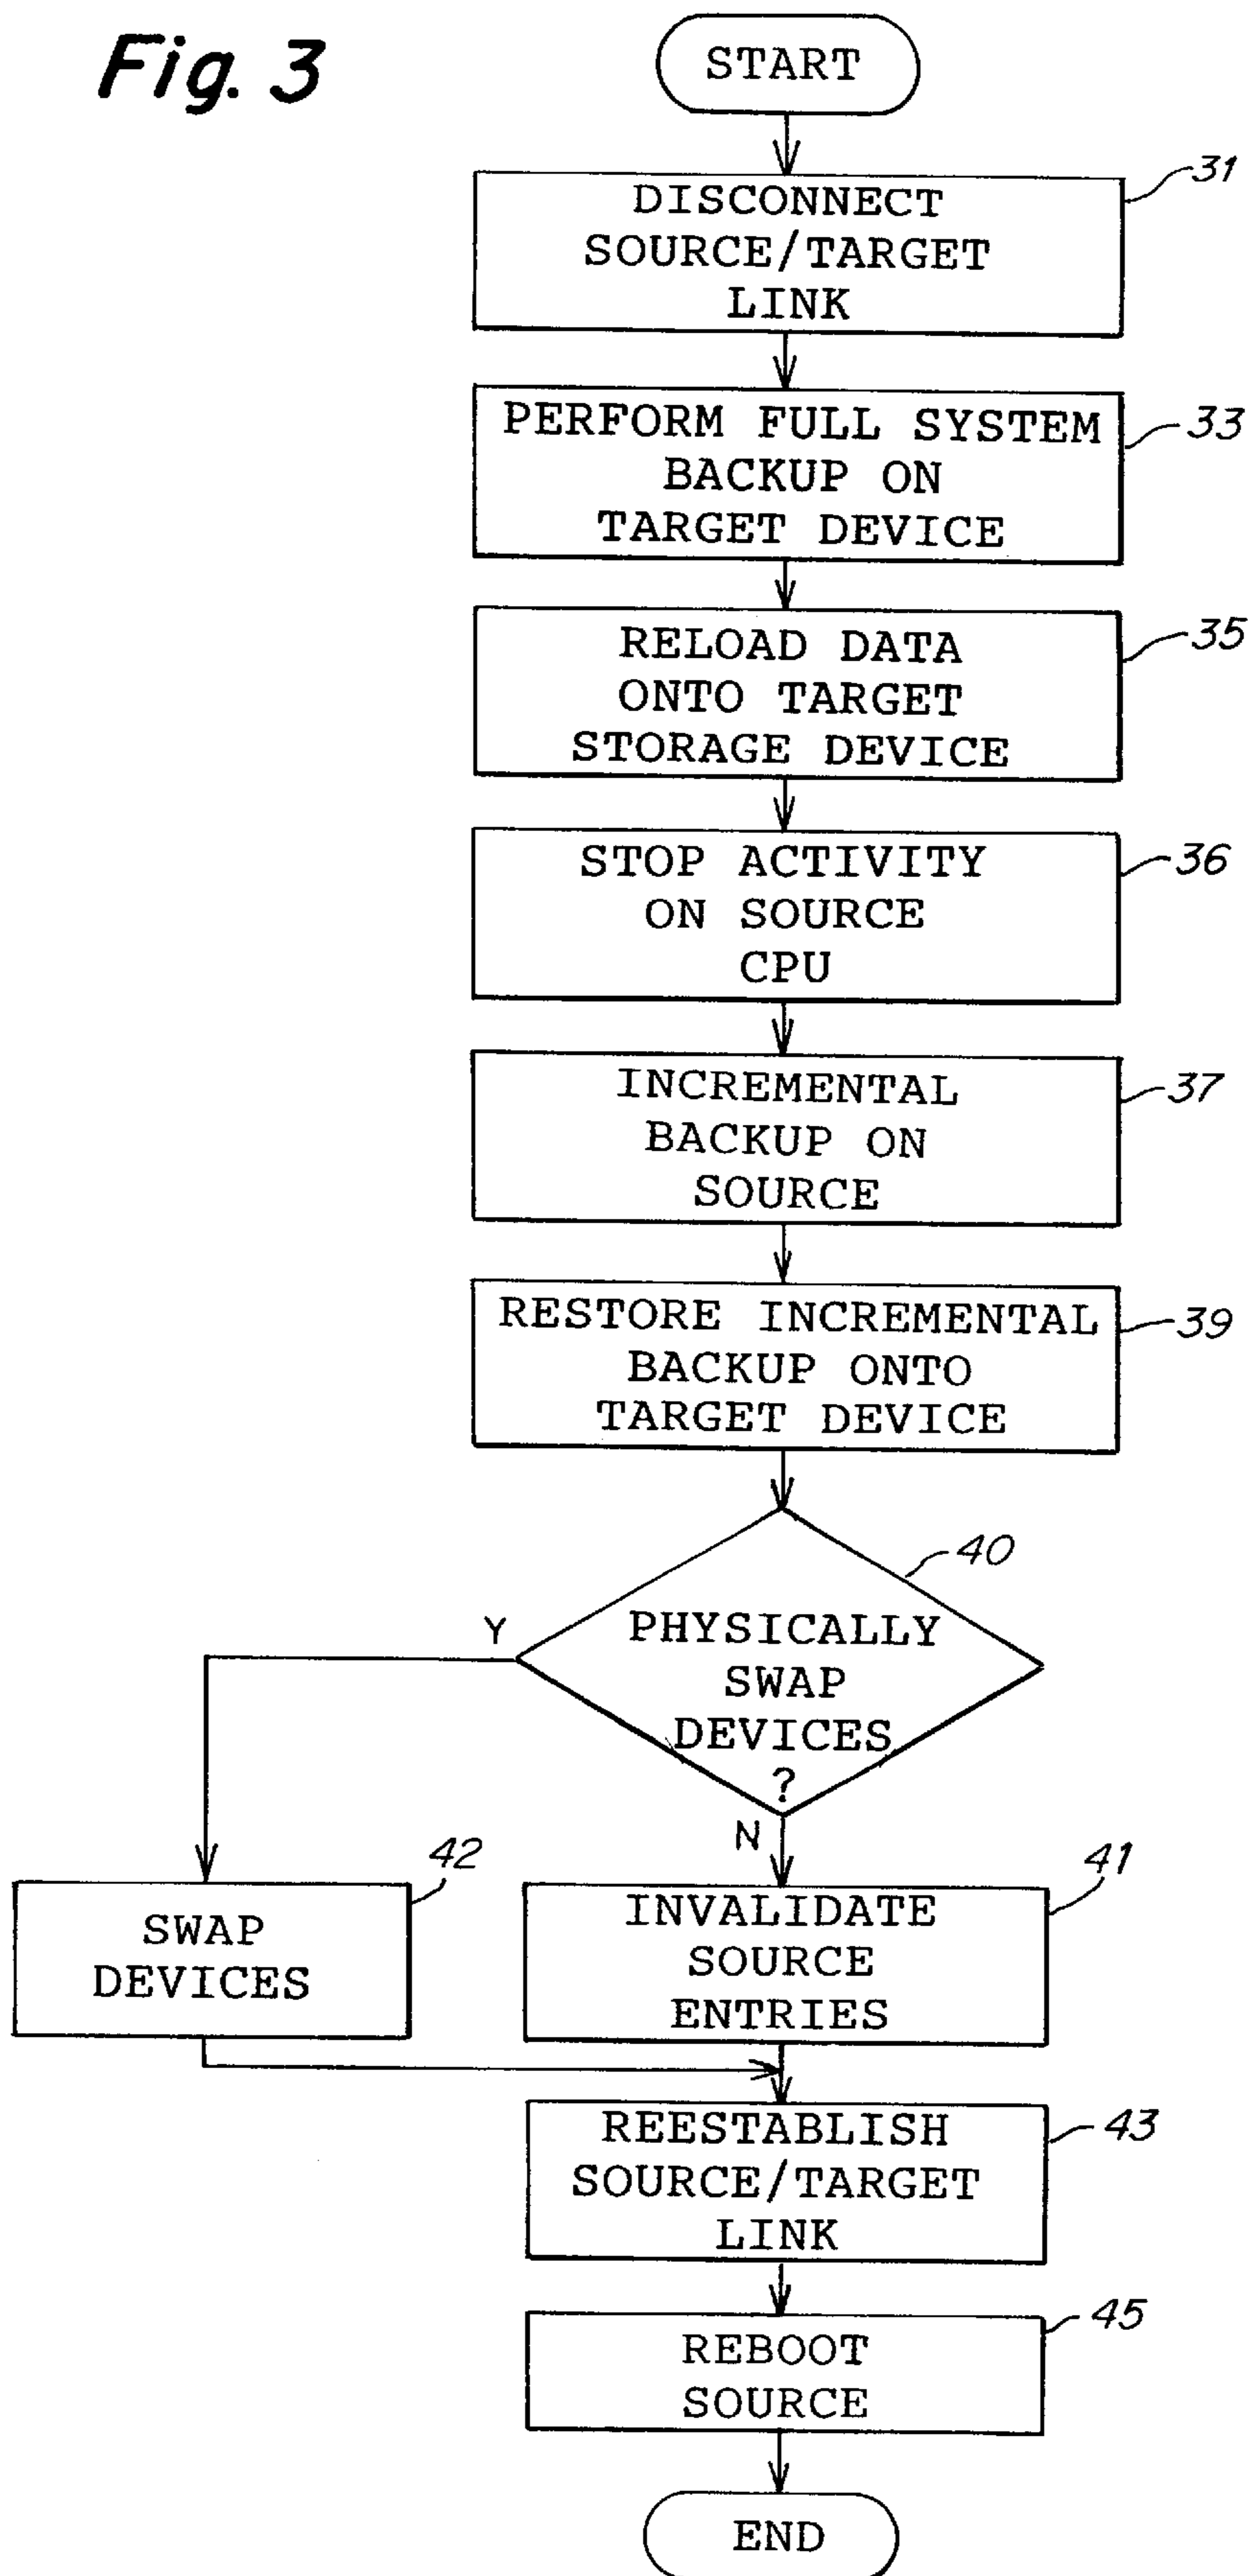 Fig. 3
START
31
DISCONNECT
SOURCE/TARGET
LINK
33
PERFORM FULL SYSTEM
BACKUP ON
TARGET DEVICE
35
RELOAD DATA
ONTO TARGET
STORAGE DEVICE
36
STOP ACTIVITY
ON SOURCE
CPU
37
INCREMENTAL
BACKUP ON
SOURCE
39
RESTORE INCREMENTAL
BACKUP ONTO
TARGET DEVICE
40
PHYSICALLY
SWAP
DEVICES
?
Y
N
42
SWAP
DEVICES
41
INVALIDATE
SOURCE
ENTRIES
43
REESTABLISH
SOURCE/TARGET
LINK
45
REBOOT
SOURCE
END